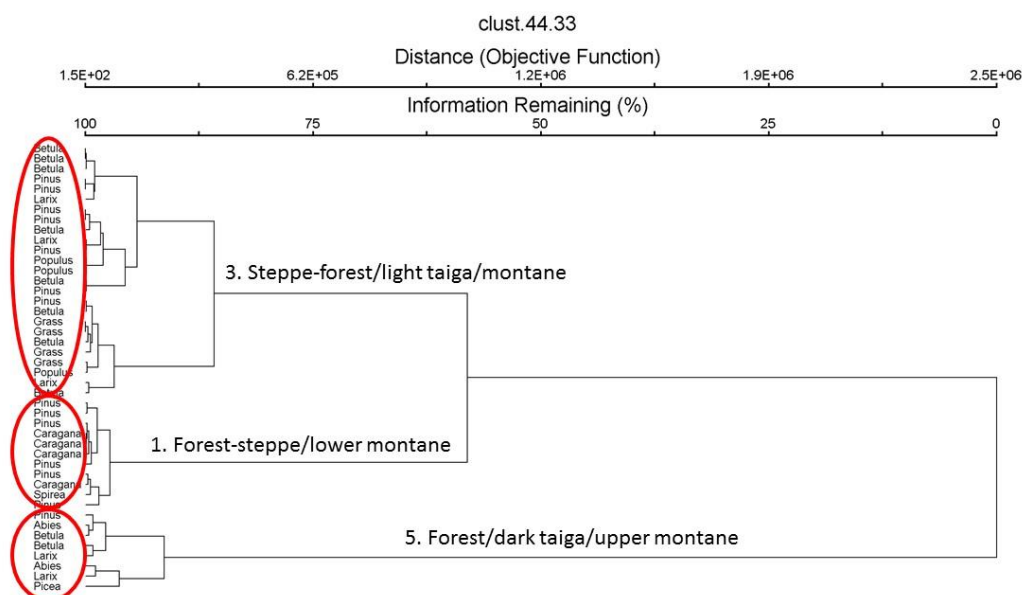 clust.44.33
Distance (Objective Function)
1.5E+02 6.2E+05 1.2E+06 1.9E+06 2.5E+06
Information Remaining (%)
100 75 50 25 0
Betula
Betula
Betula
Pinus
Pinus
Larix
Pinus
Pinus
Betula
Larix
Pinus
Populus
Populus
Betula
Pinus
Pinus
Betula
Grass
Grass
Betula
Grass
Grass
Populus
Larix
Betula
3. Steppe-forest/light taiga/montane
Pinus
Pinus
Pinus
Caragana
Caragana
Caragana
Pinus
Pinus
Caragana
Spirea
Pinus
1. Forest-steppe/lower montane
Pinus
Abies
Betula
Betula
Larix
Abies
Larix
Picea
5. Forest/dark taiga/upper montane